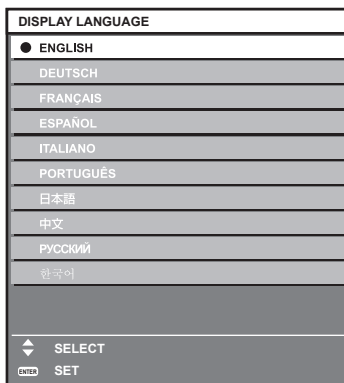 DISPLAY LANGUAGE
ENGLISH
DEUTSCH
FRANÇAIS
ESPAÑOL
ITALIANO
PORTUGUÊS
日本語
中文
РУССКИЙ
한국어
SELECT
ENTER SET